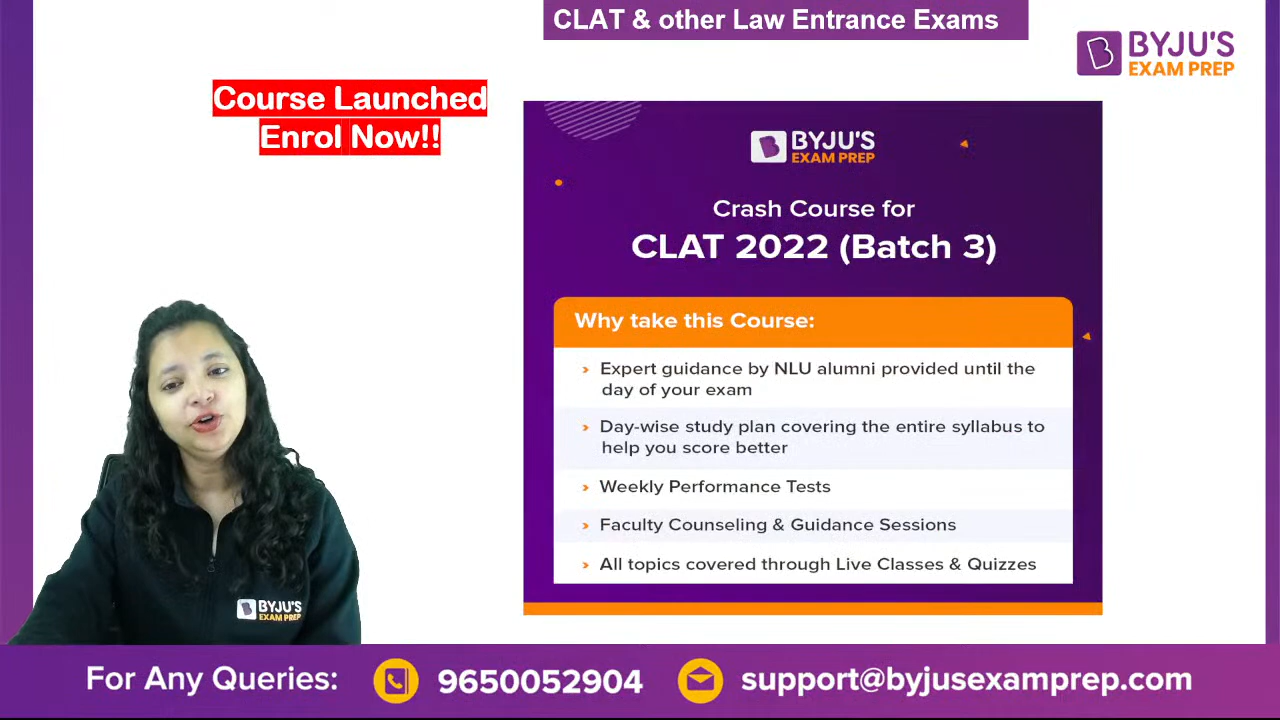 CLAT & other Law Entrance Exams
BYJU'S
EXAM PREP
Course Launched
Enrol Now!!
BYJU'S
EXAM PREP
Crash Course for
CLAT 2022 (Batch 3)
Why take this Course:
Expert guidance by NLU alumni provided until the
day of your exam
Day-wise study plan covering the entire syllabus to
help you score better
Weekly Performance Tests
Faculty Counseling & Guidance Sessions
All topics covered through Live Classes & Quizzes
BYJU'S
EXAM PREP
For Any Queries:
9650052904
support@byjusexamprep.com